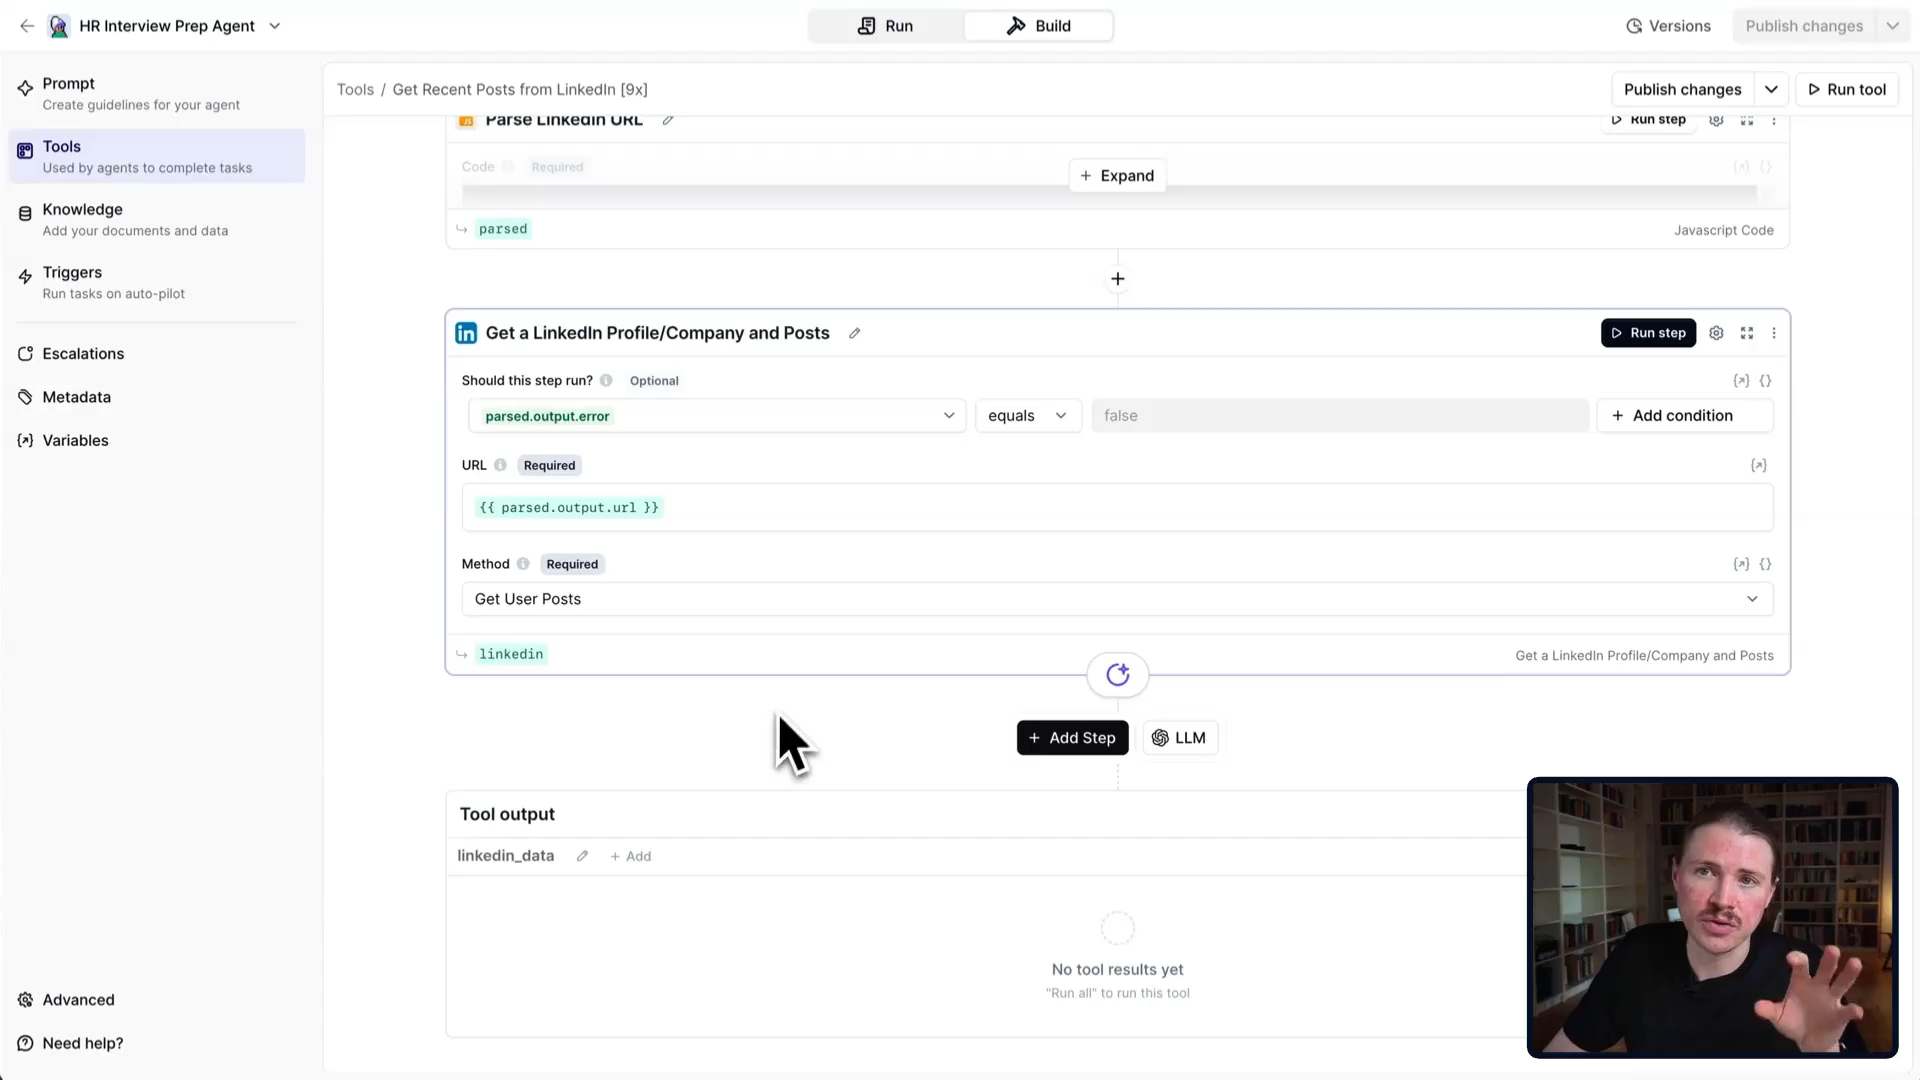 HR Interview Prep Agent
Run
Build
Versions
Publish changes
Prompt
Create guidelines for your agent
Tools
Used by agents to complete tasks
Knowledge
Add your documents and data
Triggers
Run tasks on auto-pilot
Escalations
Metadata
Variables
Advanced
Need help?
Tools / Get Recent Posts from LinkedIn [9x]
Publish changes
Run tool
JS
Parse LinkedIn URL
Run step
Code
Required
+ Expand
parsed
Javascript Code
+
in
Get a LinkedIn Profile/Company and Posts
Run step
Should this step run?
Optional
parsed.output.error
equals
false
+ Add condition
URL
Required
{{ parsed.output.url }}
Method
Required
Get User Posts
linkedin
Get a LinkedIn Profile/Company and Posts
+ Add Step
LLM
Tool output
linkedin_data
+ Add
No tool results yet
"Run all" to run this tool